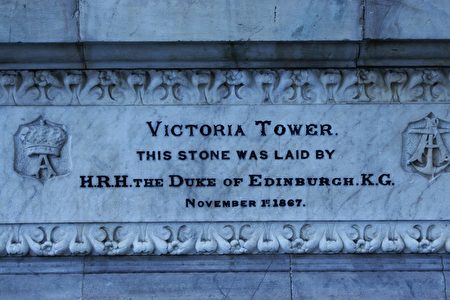 VICTORIA TOWER.
THIS STONE WAS LAID BY
H.R.H. THE DUKE OF EDINBURGH. K.G.
NOVEMBER 1ST. 1867.
A A